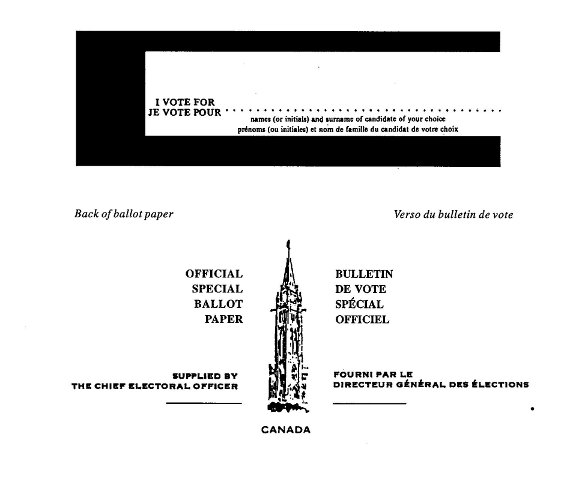 I VOTE FOR
JE VOTE POUR
names (or initials) and surname of candidate of your choice
prénoms (ou initiales) et nom de famille du candidat de votre choix
Back of ballot paper
Verso du bulletin de vote
OFFICIAL
SPECIAL
BALLOT
PAPER
BULLETIN
DE VOTE
SPÉCIAL
OFFICIEL
SUPPLIED BY
THE CHIEF ELECTORAL OFFICER
FOURNI PAR LE
DIRECTEUR GÉNÉRAL DES ÉLECTIONS
CANADA